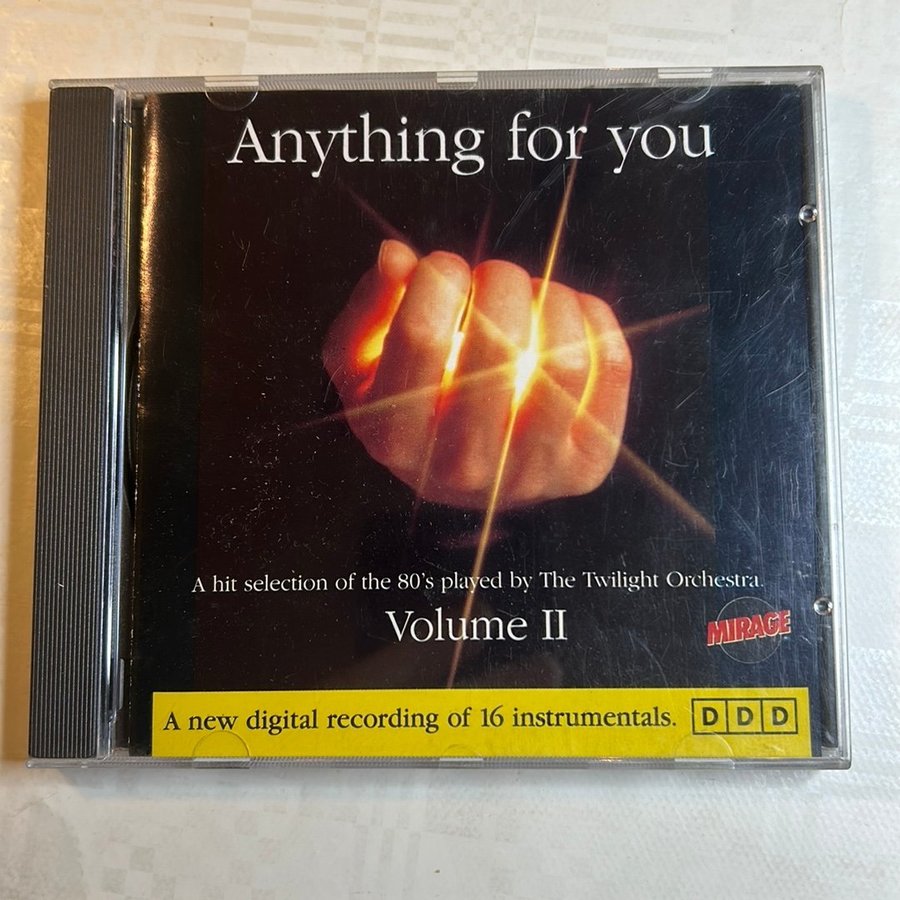 Anything for you
A hit selection of the 80's played by The Twilight Orchestra.
Volume II
MIRAGE
A new digital recording of 16 instrumentals. DDD